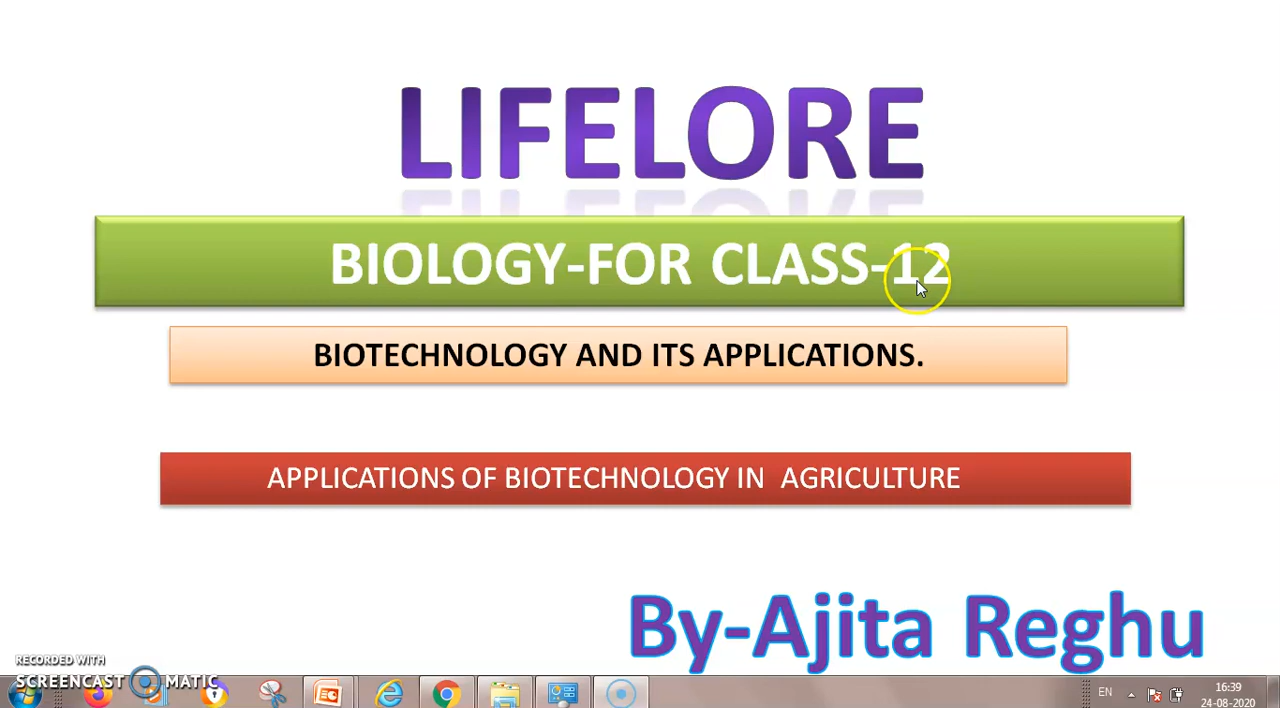 LIFELORE
BIOLOGY-FOR CLASS-12
BIOTECHNOLOGY AND ITS APPLICATIONS.
APPLICATIONS OF BIOTECHNOLOGY IN AGRICULTURE
By-Ajita Reghu
RECORDED WITH
SCREENCAST MATIC
EN
16:39
24-08-2020